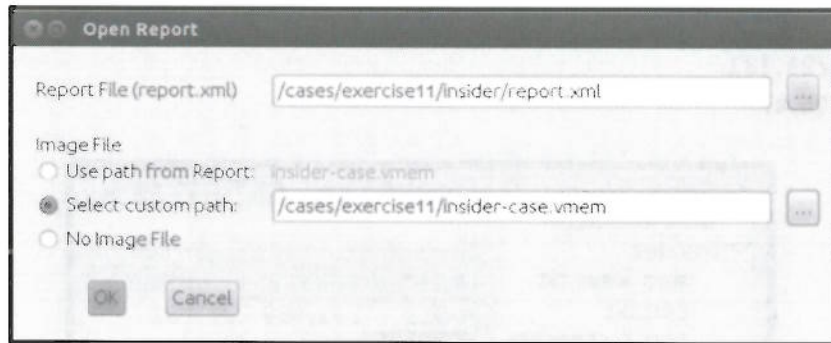 Open Report
Report File (report.xml) /cases/exercise11/insider/report.xml ...
Image File
Use path from Report: insider-case.vmem
Select custom path: /cases/exercise11/insider-case.vmem ...
No Image File
OK Cancel